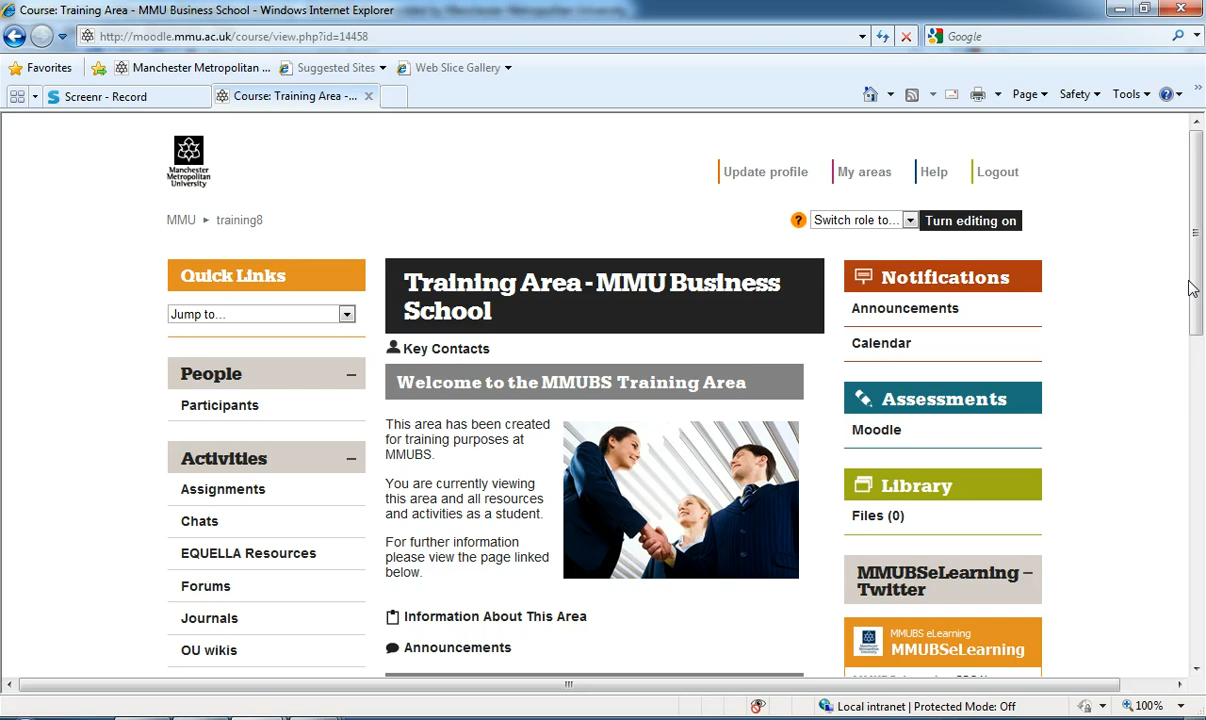 Course: Training Area - MMU Business School - Windows Internet Explorer
http://moodle.mmu.ac.uk/course/view.php?id=14458
Google
Favorites
Manchester Metropolitan ...
Suggested Sites
Web Slice Gallery
Screenr - Record
Course: Training Area -...
Page
Safety
Tools
Manchester
Metropolitan
University
Update profile
My areas
Help
Logout
MMU ► training8
?
Switch role to...
Turn editing on
Quick Links
Jump to...
People
Participants
Activities
Assignments
Chats
EQUELLA Resources
Forums
Journals
OU wikis
Training Area - MMU Business
School
Key Contacts
Welcome to the MMUBS Training Area
This area has been created
for training purposes at
MMUBS.
You are currently viewing
this area and all resources
and activities as a student.
For further information
please view the page linked
below.
Information About This Area
Announcements
Notifications
Announcements
Calendar
Assessments
Moodle
Library
Files (0)
MMUBSeLearning –
Twitter
MMUBS eLearning
MMUBSeLearning
Local intranet | Protected Mode: Off
100%